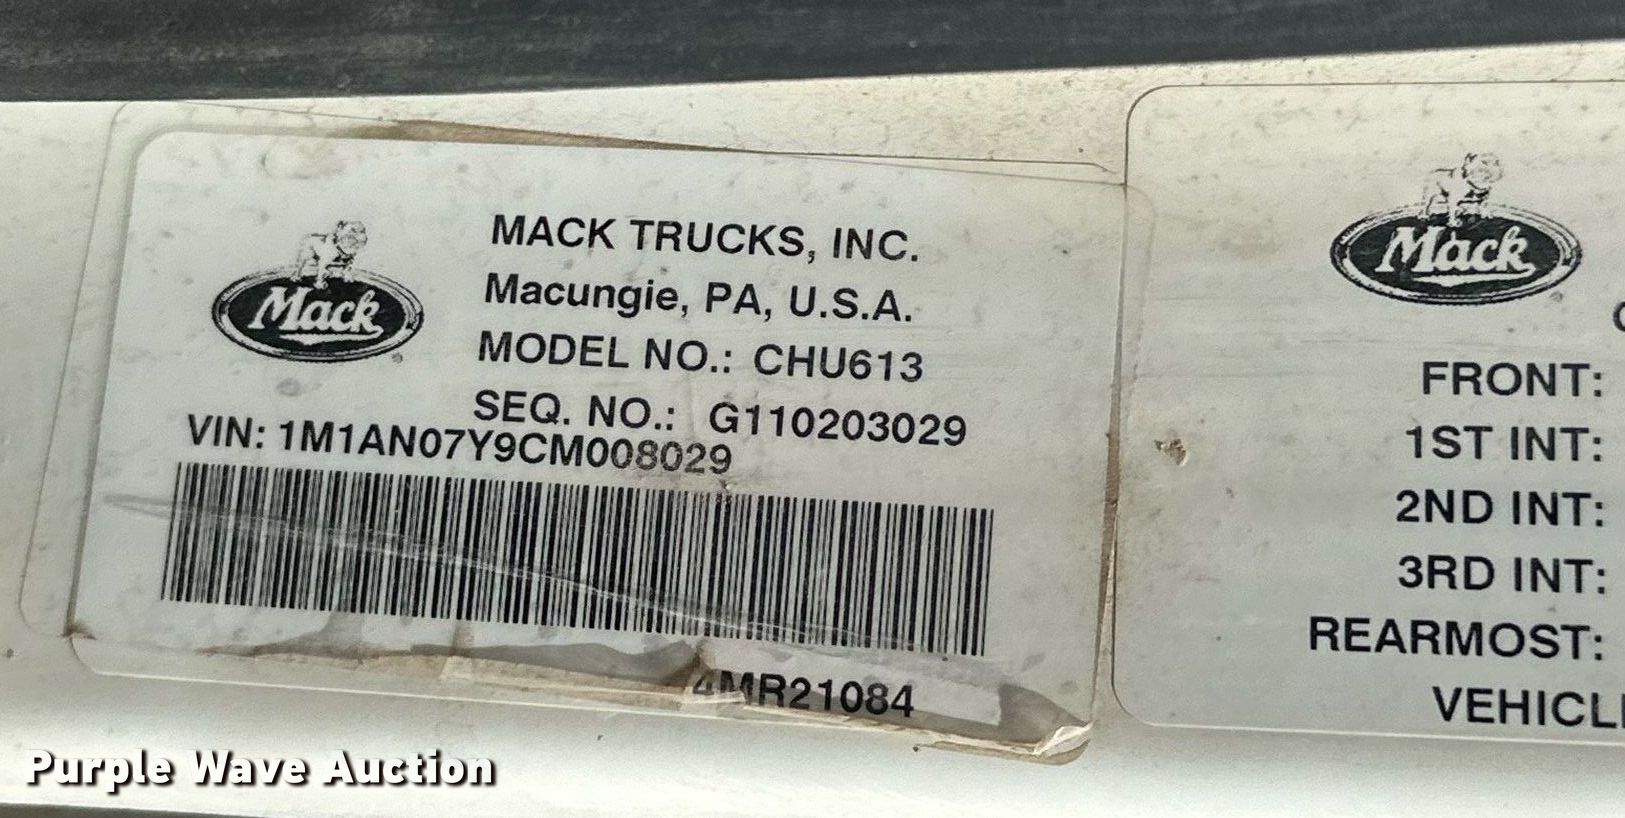 Mack
MACK TRUCKS, INC.
Macungie, PA, U.S.A.
MODEL NO.: CHU613
SEQ. NO.: G110203029
VIN: 1M1AN07Y9CM008029
4MR21084
Mack
FRONT:
1ST INT:
2ND INT:
3RD INT:
REARMOST:
VEHICL
Purple Wave Auction